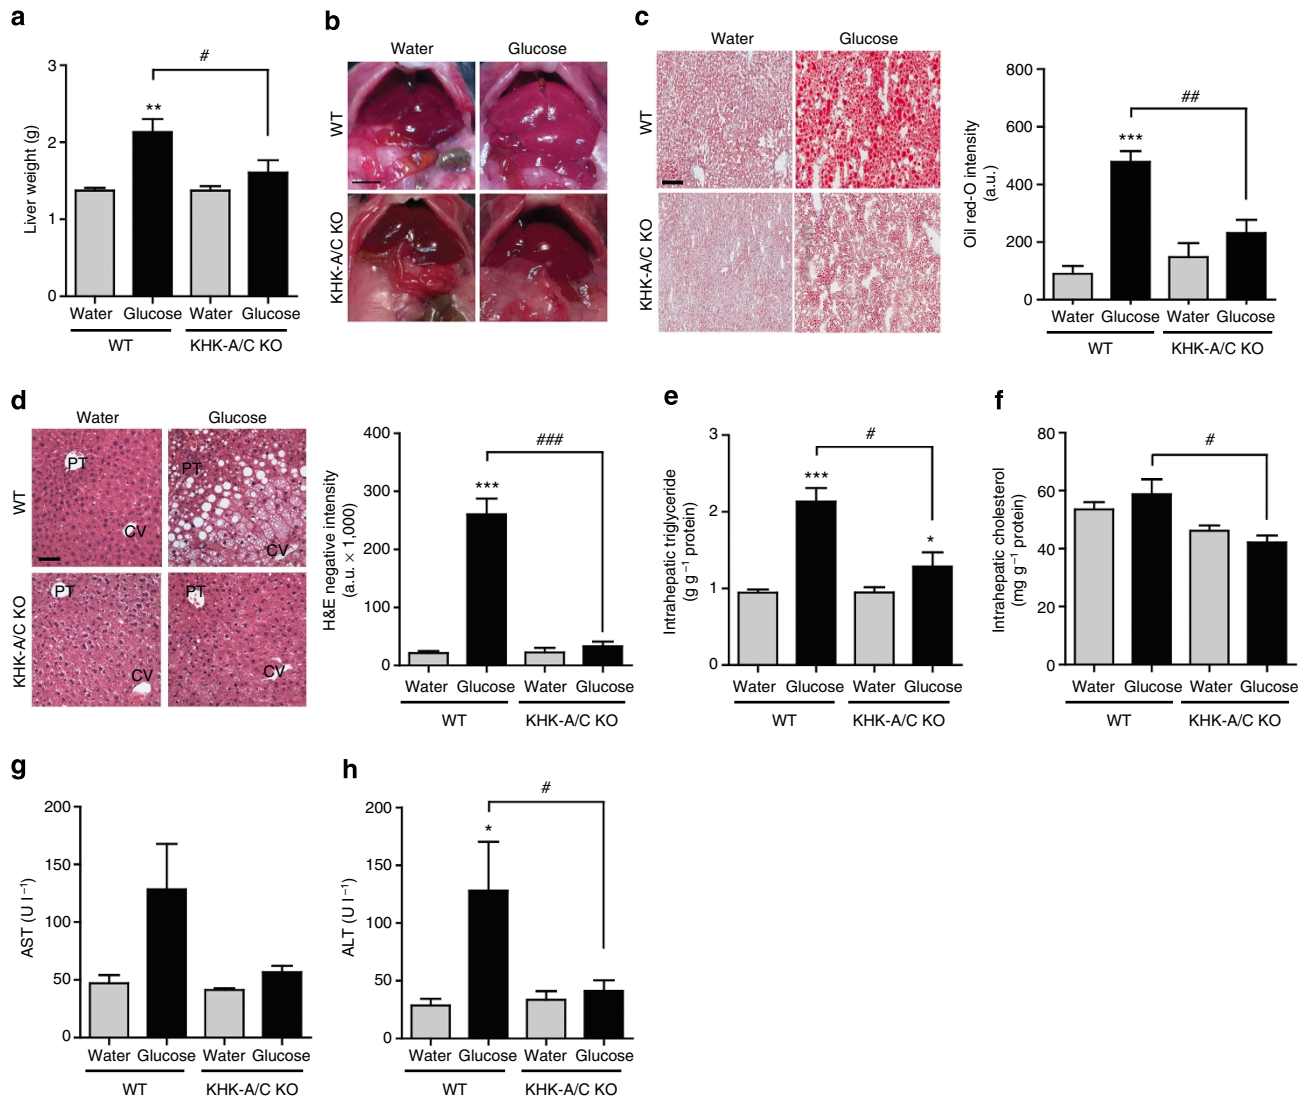 a
3
2
1
0
Liver weight (g)
**
#
Water Glucose Water Glucose
WT KHK-A/C KO
b
Water Glucose
WT
KHK-A/C KO
c
Water Glucose
WT
KHK-A/C KO
800
600
400
200
0
Oil red-O intensity
(a.u.)
***
##
Water Glucose Water Glucose
WT KHK-A/C KO
d
Water Glucose
WT
KHK-A/C KO
PT
CV
PT
CV
PT
CV
PT
CV
400
300
200
100
0
H&E negative intensity
(a.u. × 1,000)
***
###
Water Glucose Water Glucose
WT KHK-A/C KO
e
3
2
1
0
Intrahepatic triglyceride
(g g⁻¹ protein)
***
#
*
Water Glucose Water Glucose
WT KHK-A/C KO
f
80
60
40
20
0
Intrahepatic cholesterol
(mg g⁻¹ protein)
#
Water Glucose Water Glucose
WT KHK-A/C KO
g
200
150
100
50
0
AST (U l⁻¹)
Water Glucose Water Glucose
WT KHK-A/C KO
h
200
150
100
50
0
ALT (U l⁻¹)
*
#
Water Glucose Water Glucose
WT KHK-A/C KO